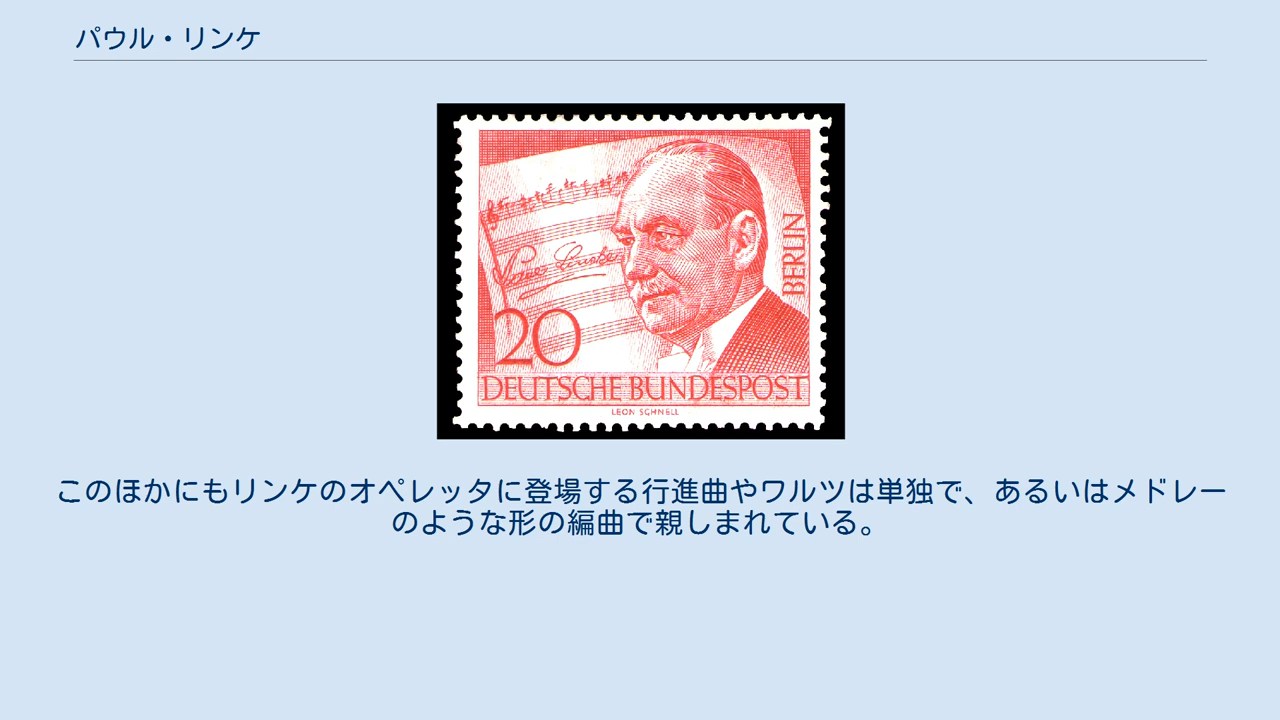 パウル・リンケ
20
BERLIN
DEUTSCHE BUNDESPOST
LEON SCHNELL
このほかにもリンケのオペレッタに登場する行進曲やワルツは単独で、あるいはメドレー
のような形の編曲で親しまれている。